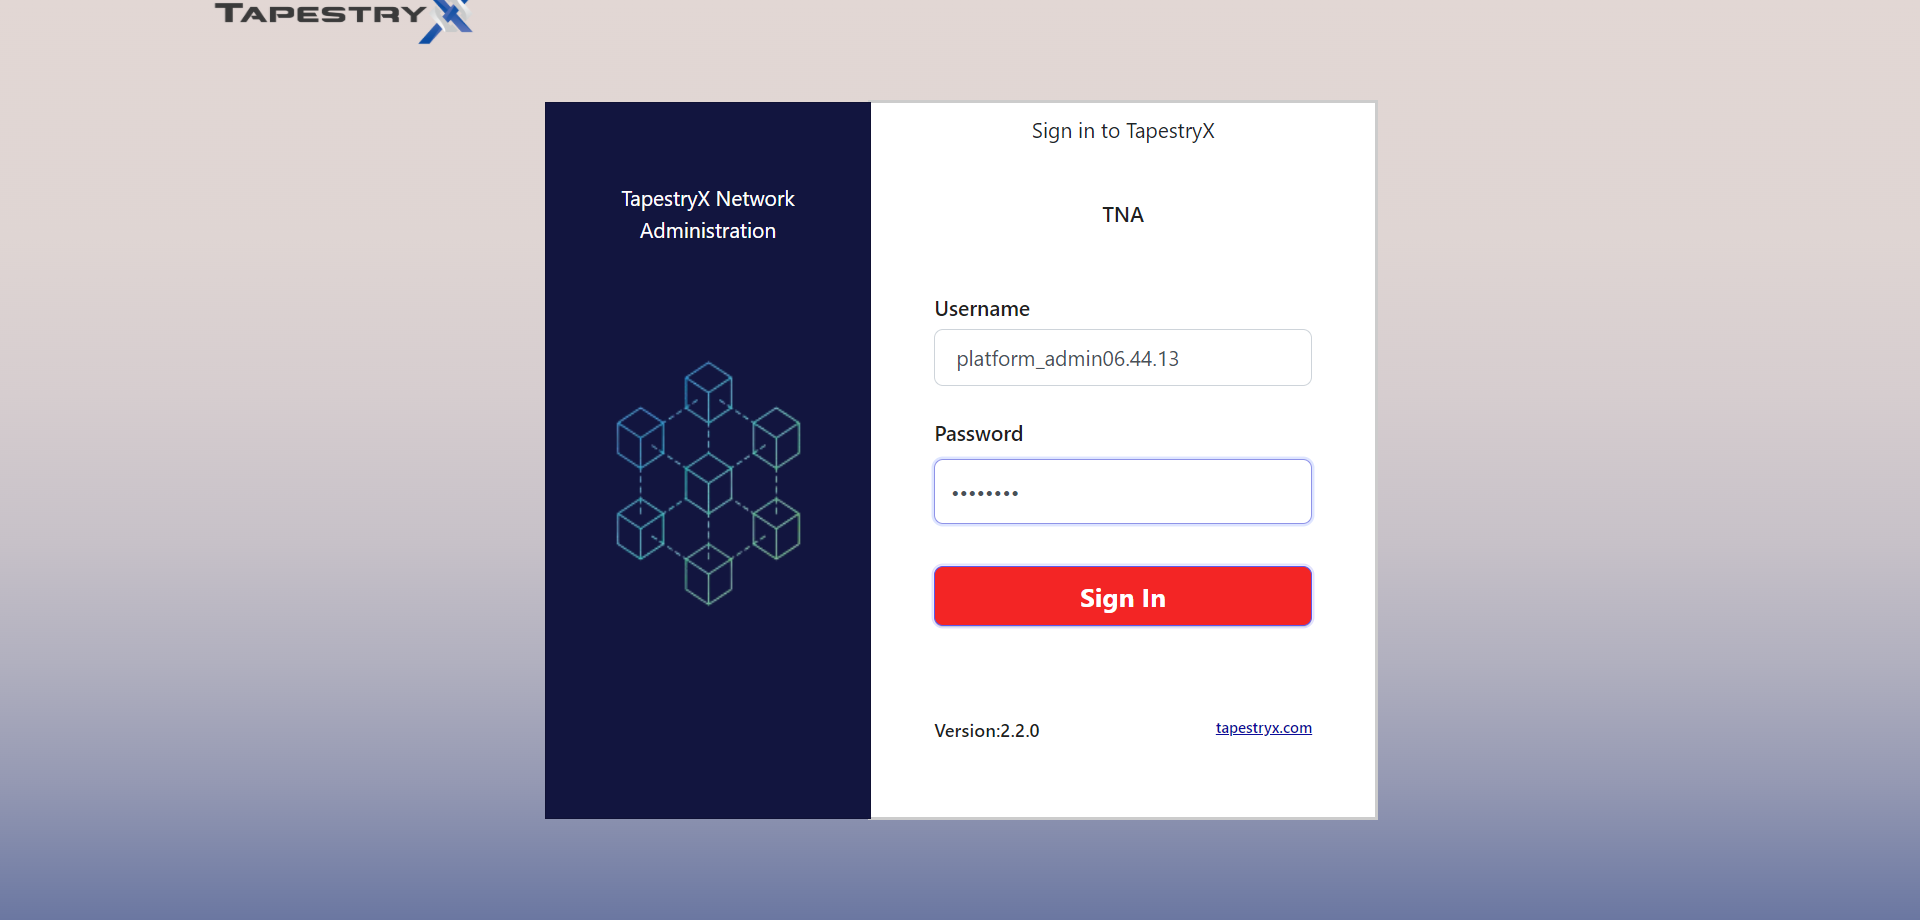 TAPESTRYX
TapestryX Network
Administration
Sign in to TapestryX
TNA
Username
platform_admin06.44.13
Password
••••••••
Sign In
Version:2.2.0
tapestryx.com